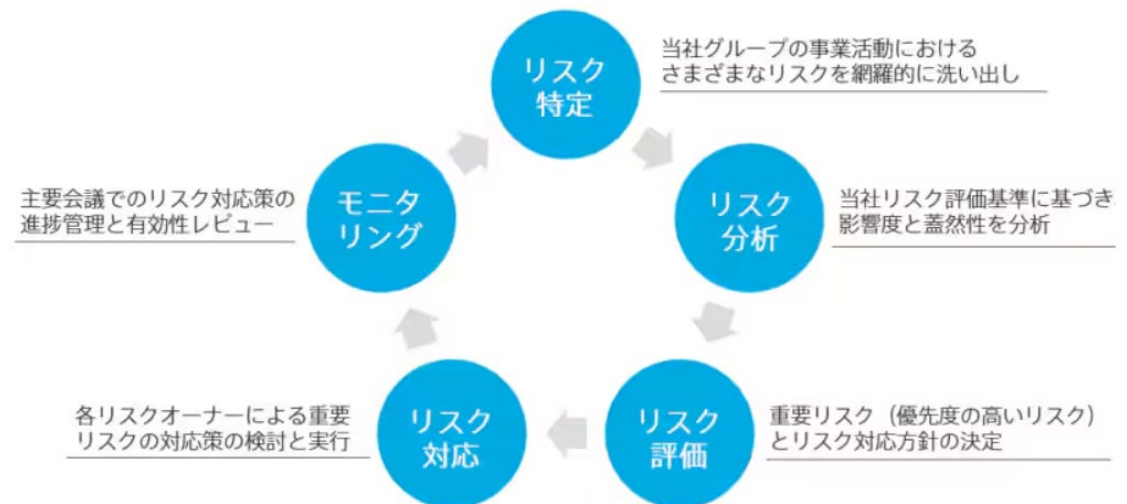 リスク
特定
当社グループの事業活動における
さまざまなリスクを網羅的に洗い出し
リスク
分析
当社リスク評価基準に基づき
影響度と蓋然性を分析
リスク
評価
重要リスク（優先度の高いリスク）
とリスク対応方針の決定
リスク
対応
各リスクオーナーによる重要
リスクの対応策の検討と実行
モニタ
リング
主要会議でのリスク対応策の
進捗管理と有効性レビュー